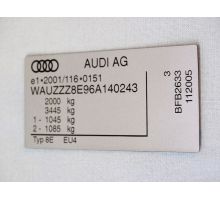 AUDI AG
e1*2001/116*0151
WAUZZZ8E96A140243
2000 kg
3445 kg
1 - 1045 kg
2 - 1085 kg
Typ 8E EU4
3
BFB2633
112005